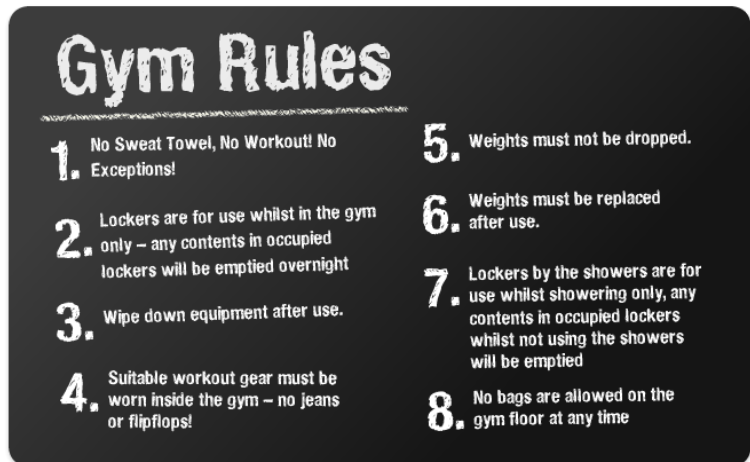 Gym Rules
1. No Sweat Towel, No Workout! No
Exceptions!
2. Lockers are for use whilst in the gym
only – any contents in occupied
lockers will be emptied overnight
3. Wipe down equipment after use.
4. Suitable workout gear must be
worn inside the gym – no jeans
or flipflops!
5. Weights must not be dropped.
6. Weights must be replaced
after use.
7. Lockers by the showers are for
use whilst showering only, any
contents in occupied lockers
whilst not using the showers
will be emptied
8. No bags are allowed on the
gym floor at any time